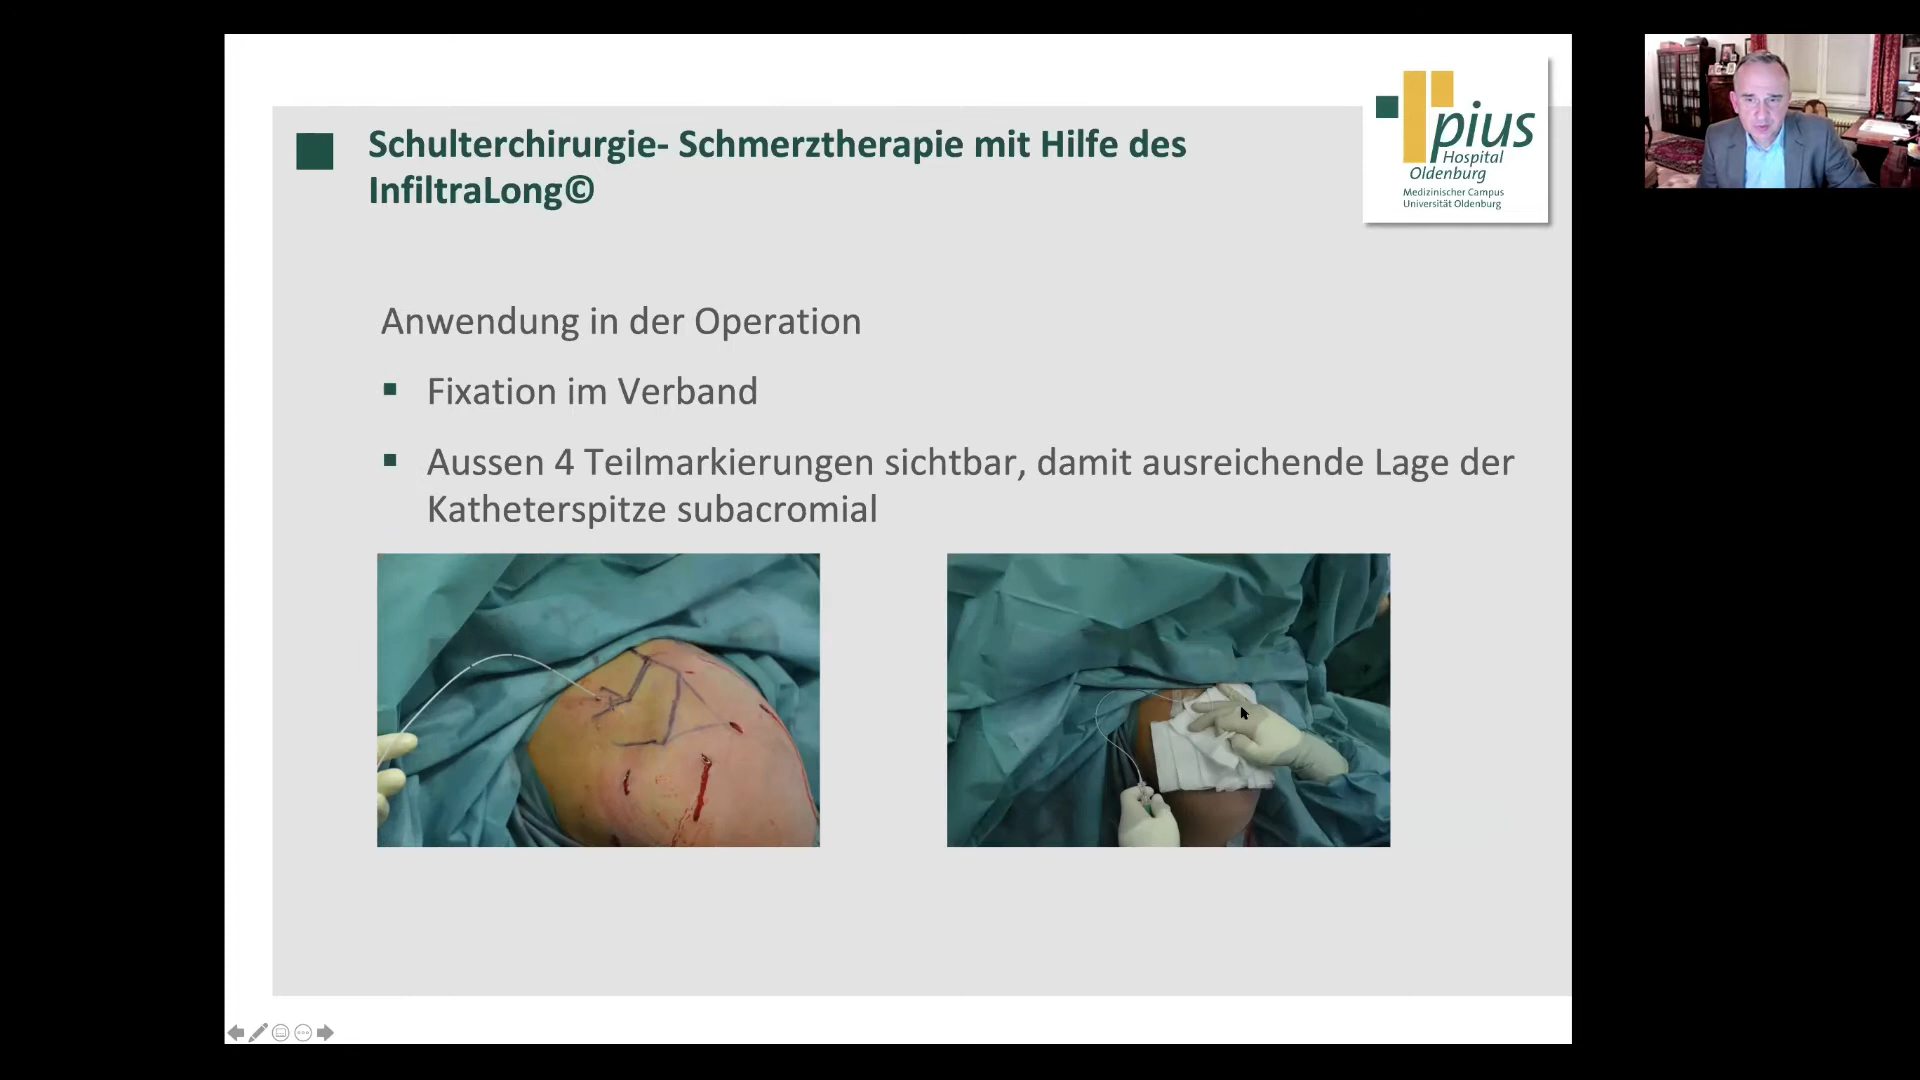 Schulterchirurgie- Schmerztherapie mit Hilfe des
InfiltraLong©
pius
Hospital
Oldenburg
Medizinischer Campus
Universität Oldenburg
Anwendung in der Operation
Fixation im Verband
Aussen 4 Teilmarkierungen sichtbar, damit ausreichende Lage der
Katheterspitze subacromial